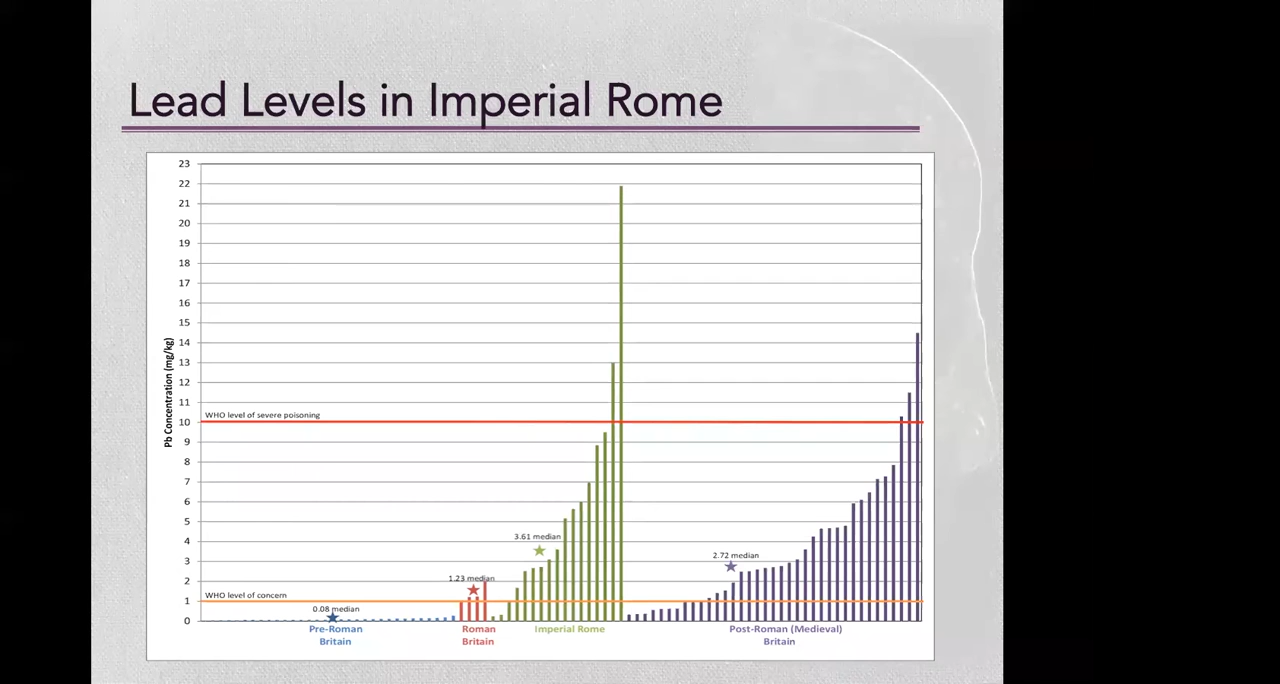 Lead Levels in Imperial Rome
23
22
21
20
19
18
17
16
15
14
13
12
11
10
9
8
7
6
5
4
3
2
1
0
Pb Concentration (mg/kg)
WHO level of severe poisoning
WHO level of concern
0.08 median
1.23 median
3.61 median
2.72 median
Pre-Roman
Britain
Roman
Britain
Imperial Rome
Post-Roman (Medieval)
Britain